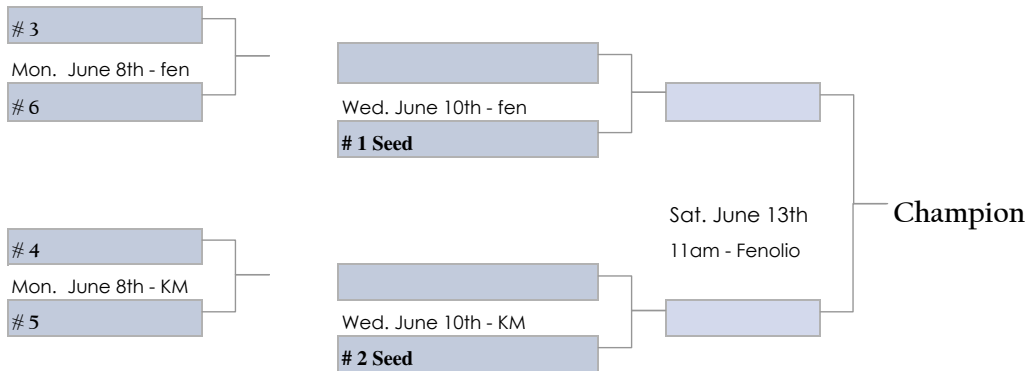 # 3
Mon. June 8th - fen
# 6
Wed. June 10th - fen
# 1 Seed
Sat. June 13th
11am - Fenolio
Champion
# 4
Mon. June 8th - KM
# 5
Wed. June 10th - KM
# 2 Seed